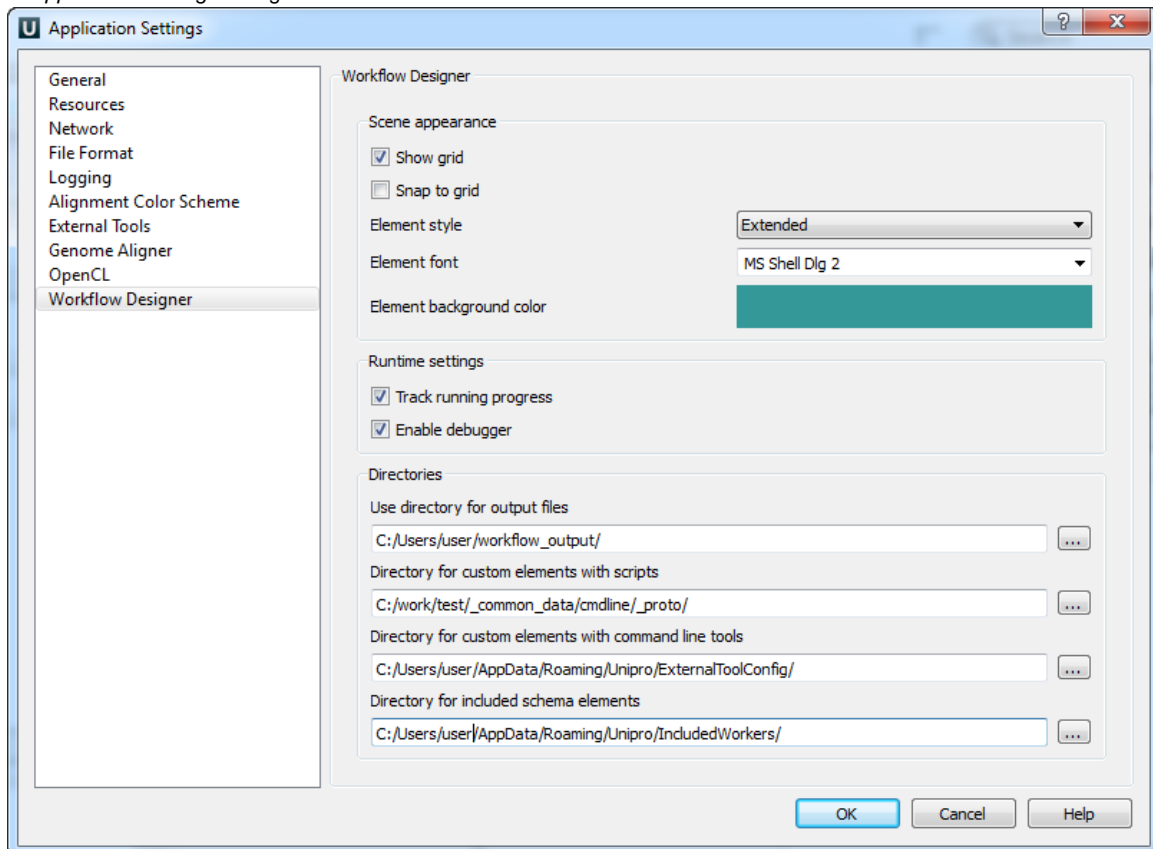 Application Settings
General
Resources
Network
File Format
Logging
Alignment Color Scheme
External Tools
Genome Aligner
OpenCL
Workflow Designer
Workflow Designer
Scene appearance
Show grid
Snap to grid
Element style
Extended
Element font
MS Shell Dlg 2
Element background color
Runtime settings
Track running progress
Enable debugger
Directories
Use directory for output files
C:/Users/user/workflow_output/
...
Directory for custom elements with scripts
C:/work/test/_common_data/cmdline/_proto/
...
Directory for custom elements with command line tools
C:/Users/user/AppData/Roaming/Unipro/ExternalToolConfig/
...
Directory for included schema elements
C:/Users/user/AppData/Roaming/Unipro/IncludedWorkers/
...
OK
Cancel
Help